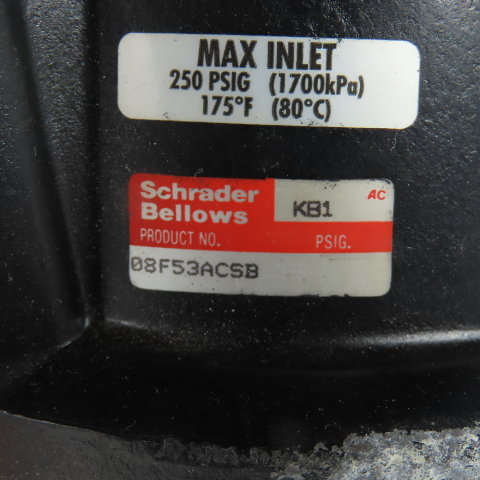 MAX INLET
250 PSIG (1700kPa)
175°F (80°C)
Schrader
Bellows
KB1
AC
PRODUCT NO.
PSIG.
08F53ACSB